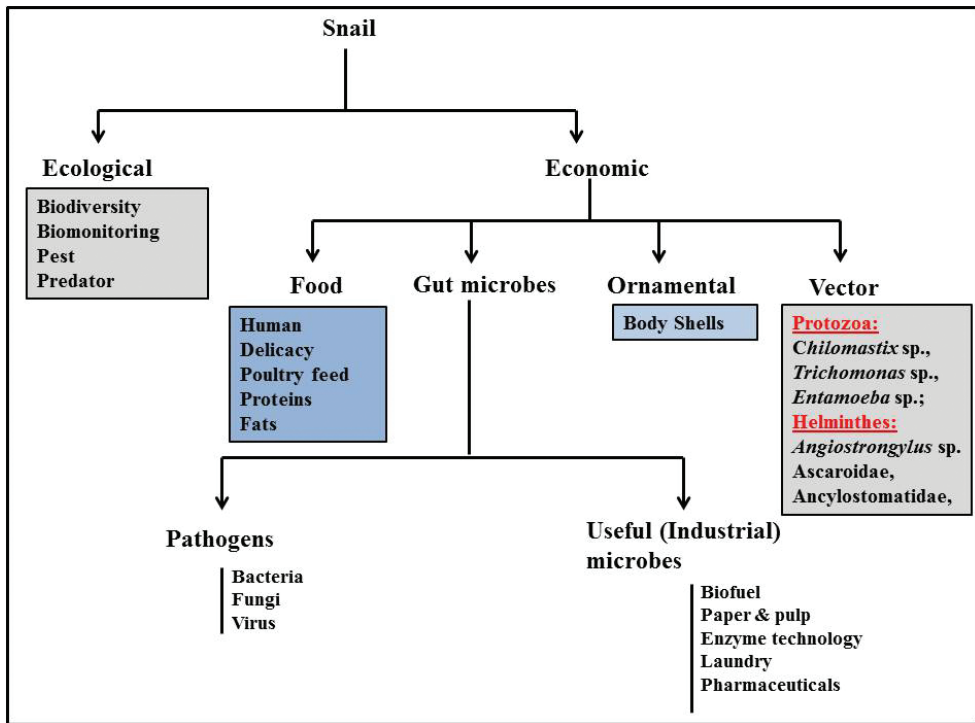 Snail
Ecological
Biodiversity
Biomonitoring
Pest
Predator
Economic
Food
Human
Delicacy
Poultry feed
Proteins
Fats
Gut microbes
Ornamental
Body Shells
Vector
Protozoa:
Chilomastix sp.,
Trichomonas sp.,
Entamoeba sp.;
Helminthes:
Angiostrongylus sp.
Ascaroidae,
Ancylostomatidae,
Pathogens
Bacteria
Fungi
Virus
Useful (Industrial)
microbes
Biofuel
Paper & pulp
Enzyme technology
Laundry
Pharmaceuticals